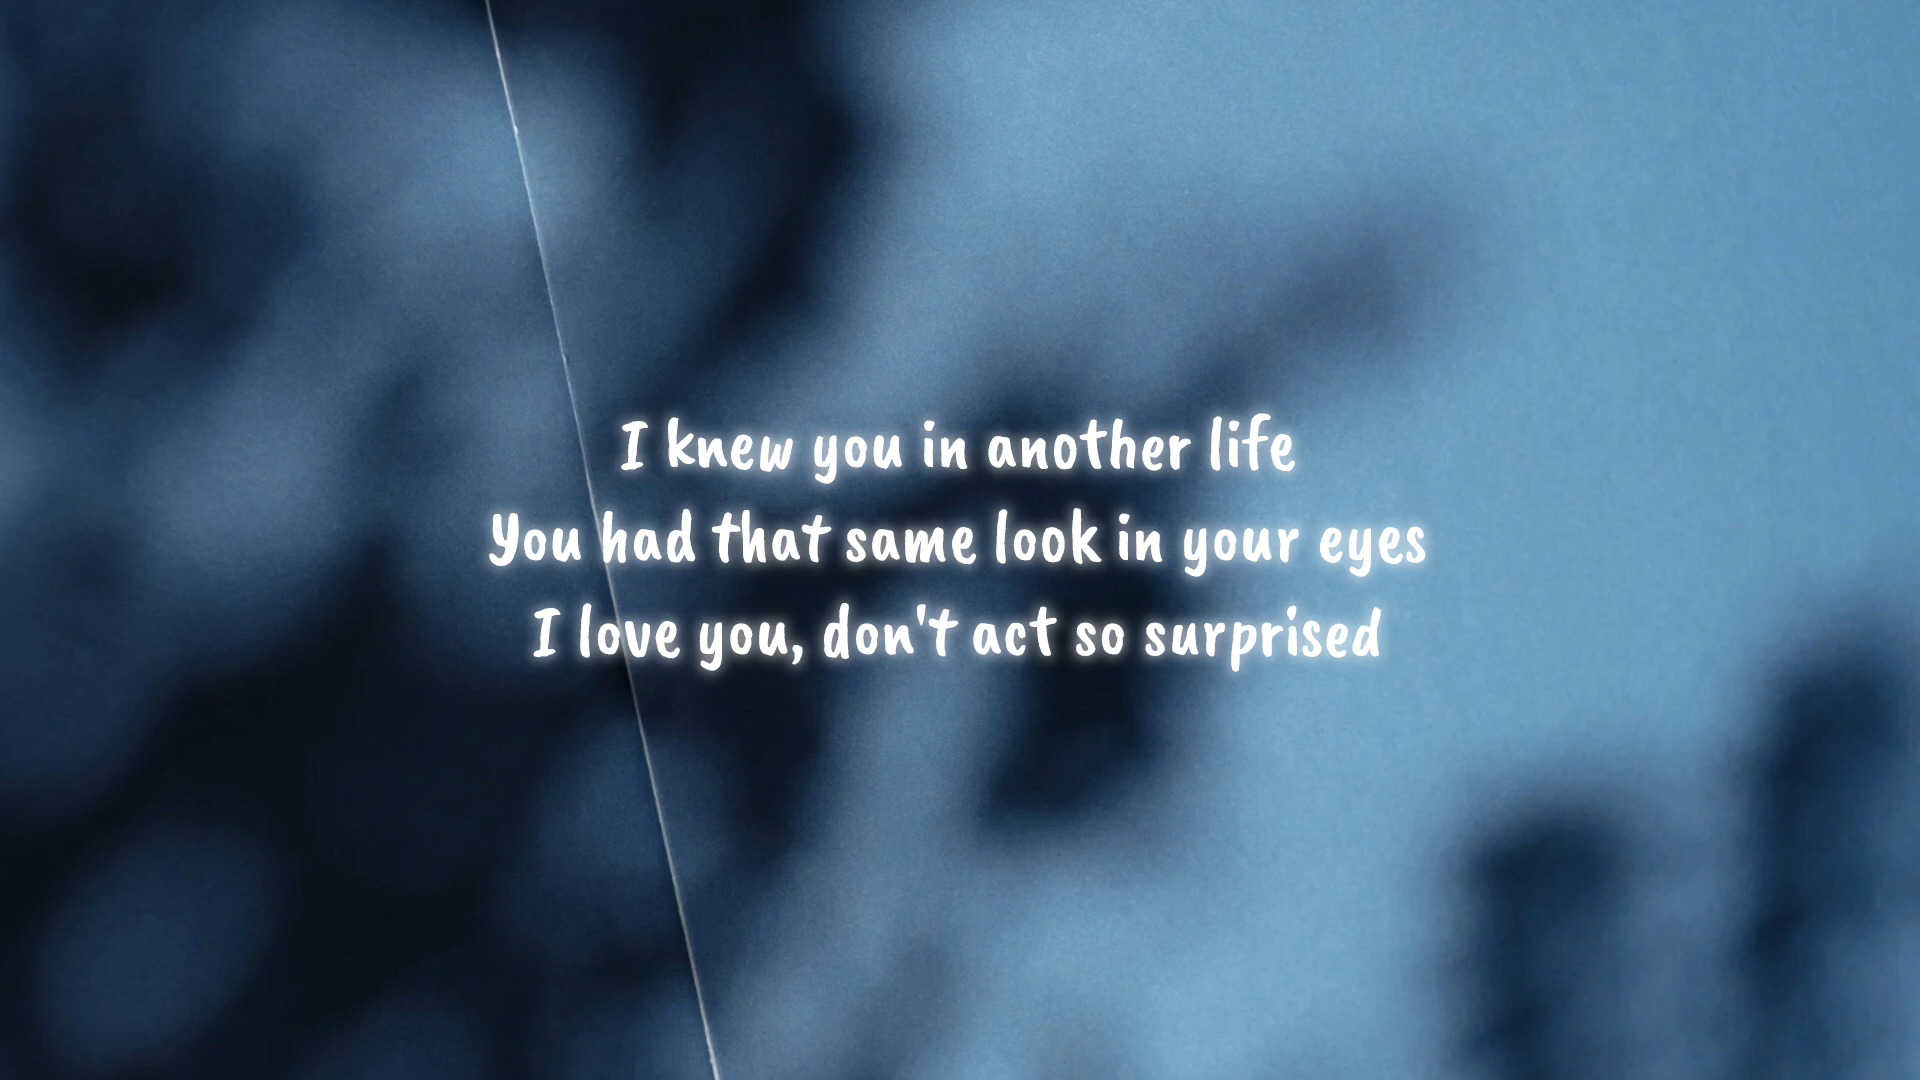 I knew you in another life
You had that same look in your eyes
I love you, don't act so surprised